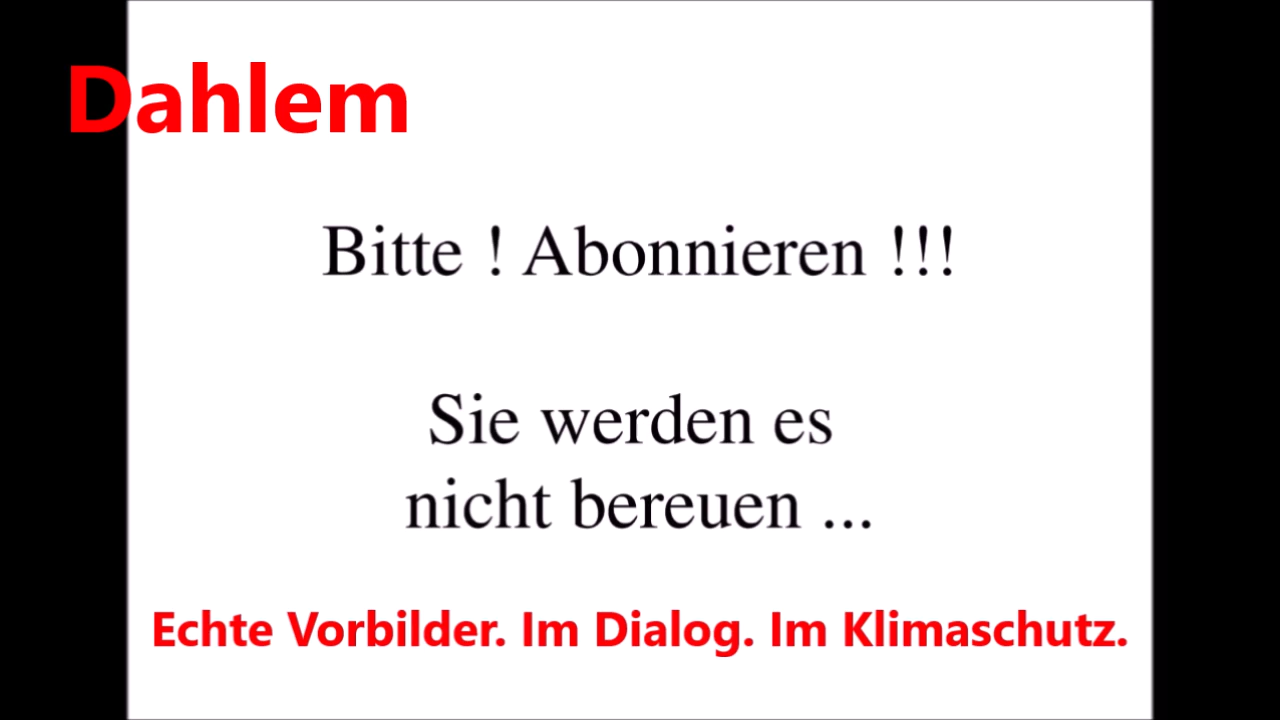 Dahlem
Bitte ! Abonnieren !!!
Sie werden es
nicht bereuen ...
Echte Vorbilder. Im Dialog. Im Klimaschutz.